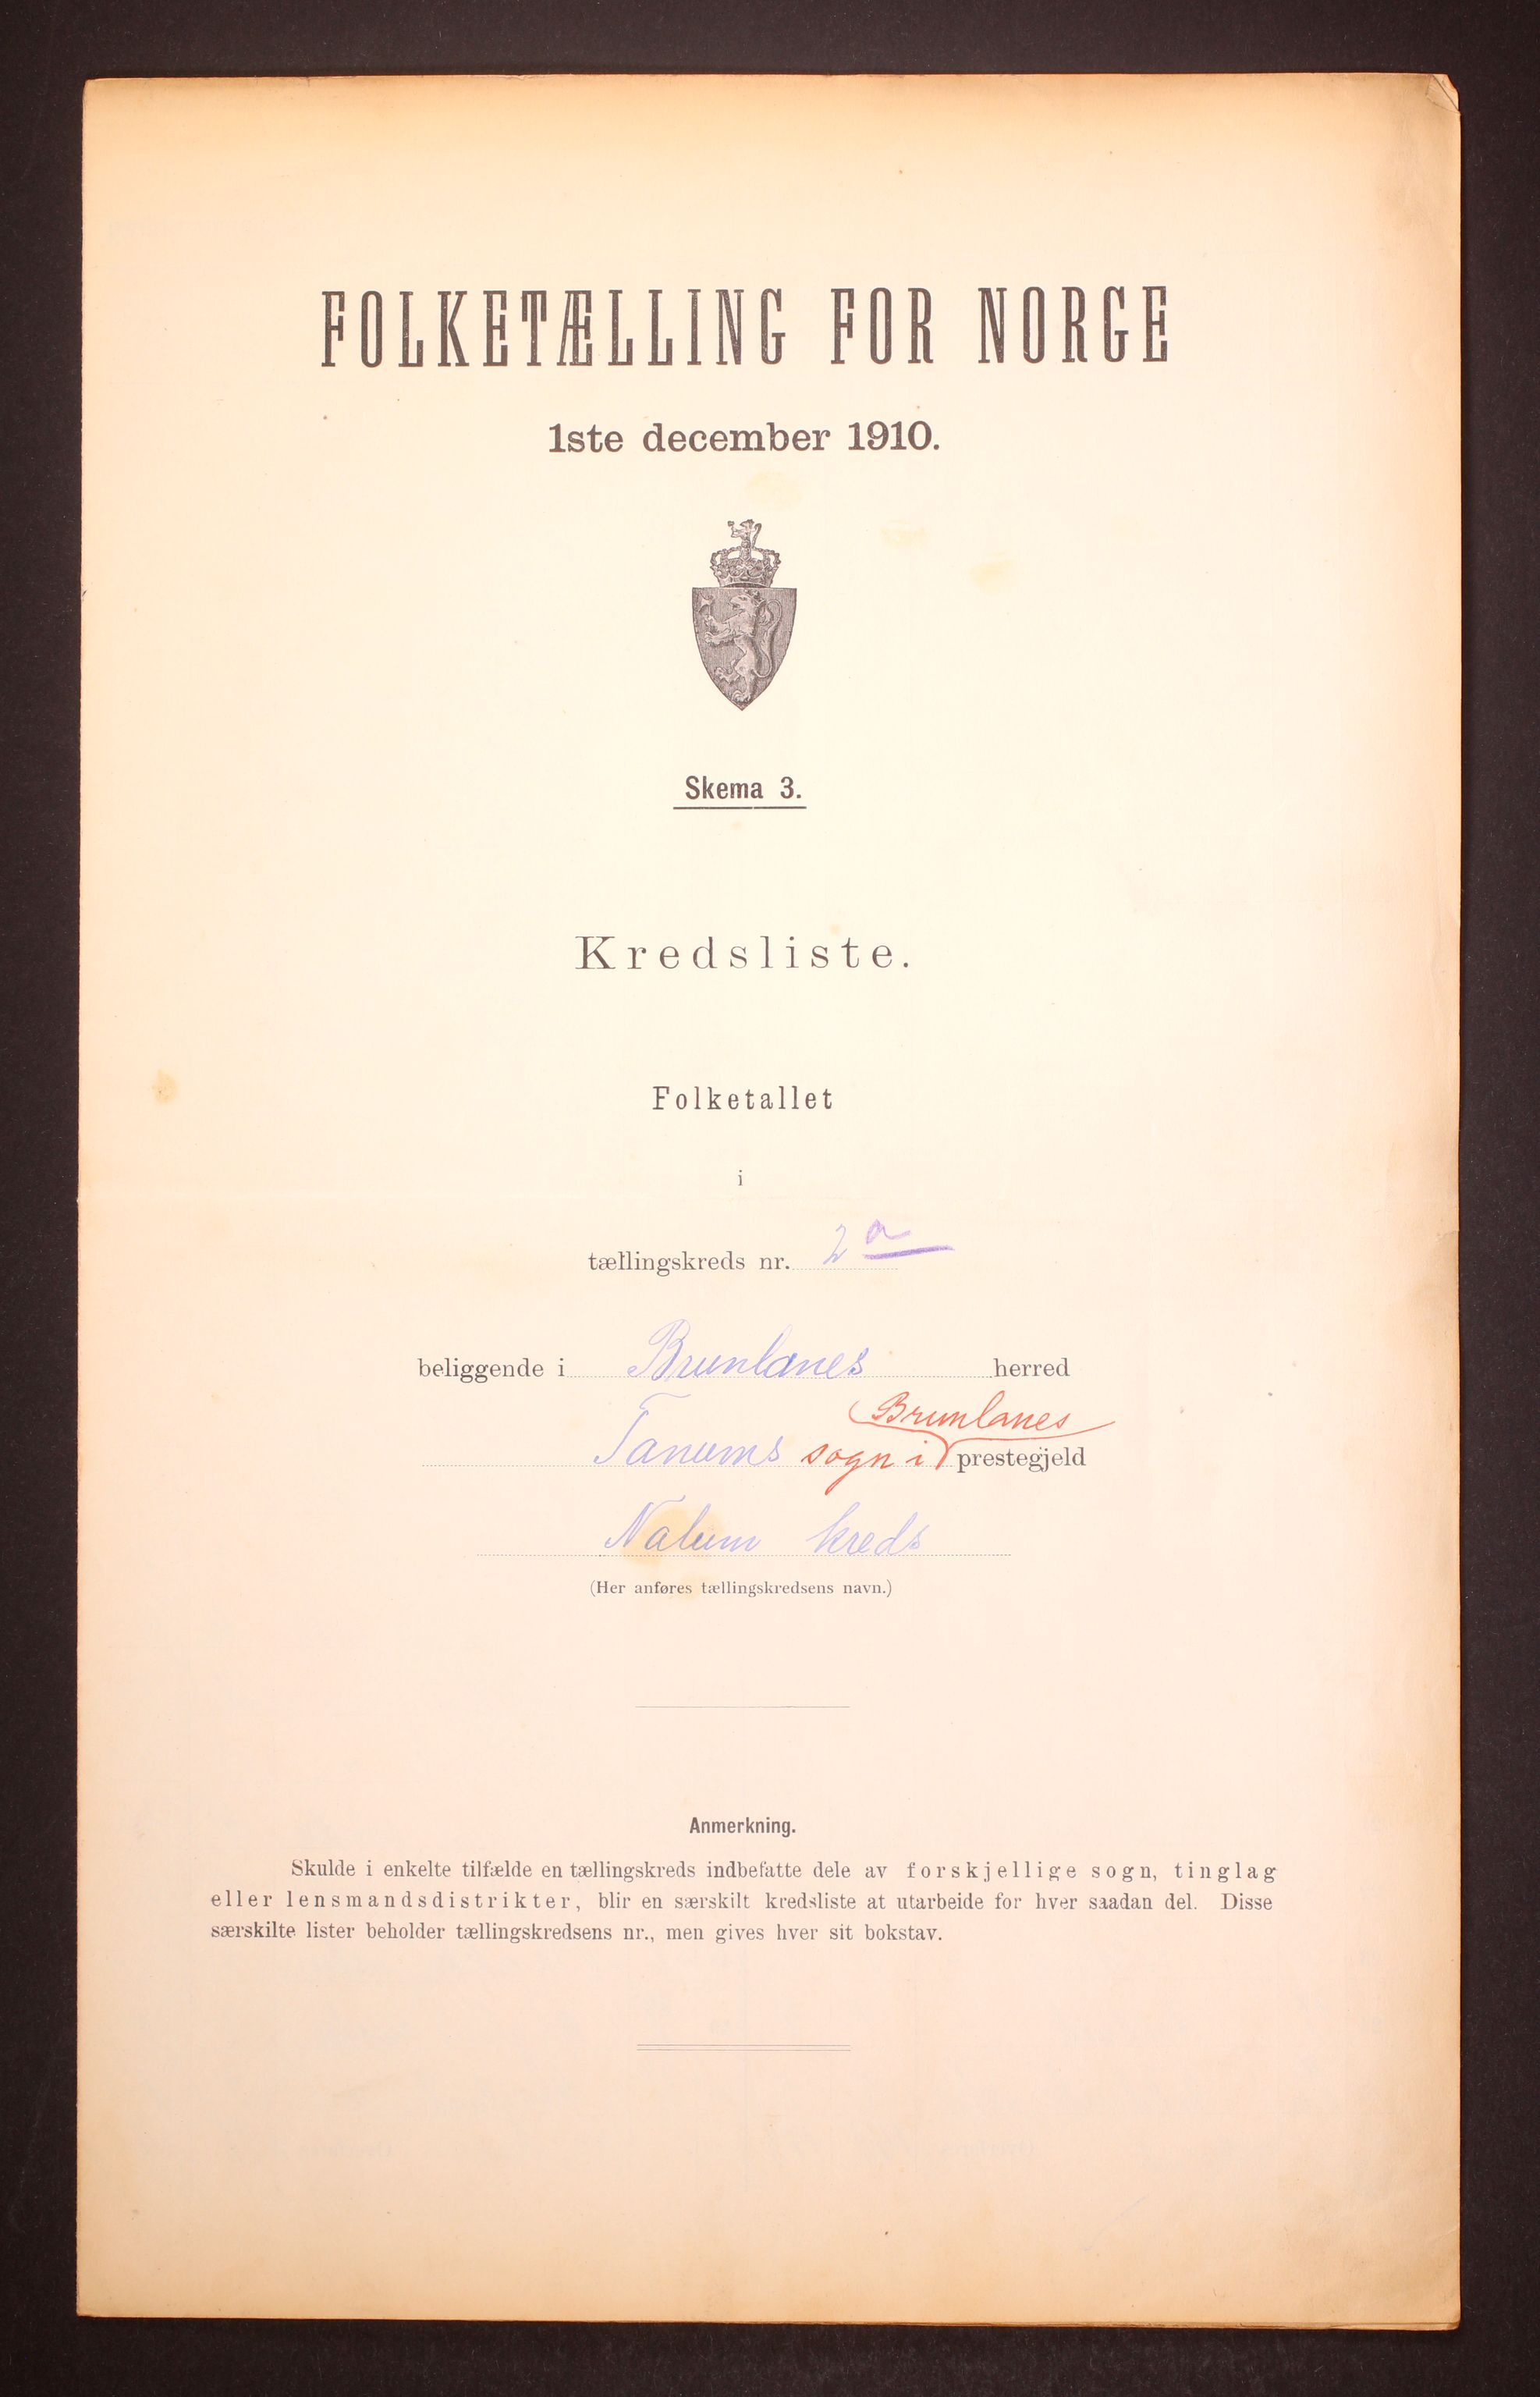 FOLKETÆLLING FOR NORGE
1ste december 1910.
Skema 3.
Kredsliste.
Folketallet
i
tællingskreds nr. 2 a
beliggende i Brunlanes herred
Brunlanes
Tanums sogn i prestegjeld
Nalum kreds
(Her anføres tællingskredsens navn.)
Anmerkning.
Skulde i enkelte tilfælde en tællingskreds indbefatte dele av forskjellige sogn, tinglag
eller lensmandsdistrikter, blir en særskilt kredsliste at utarbeide for hver saadan del. Disse
særskilte lister beholder tællingskredsens nr., men gives hver sit bokstav.